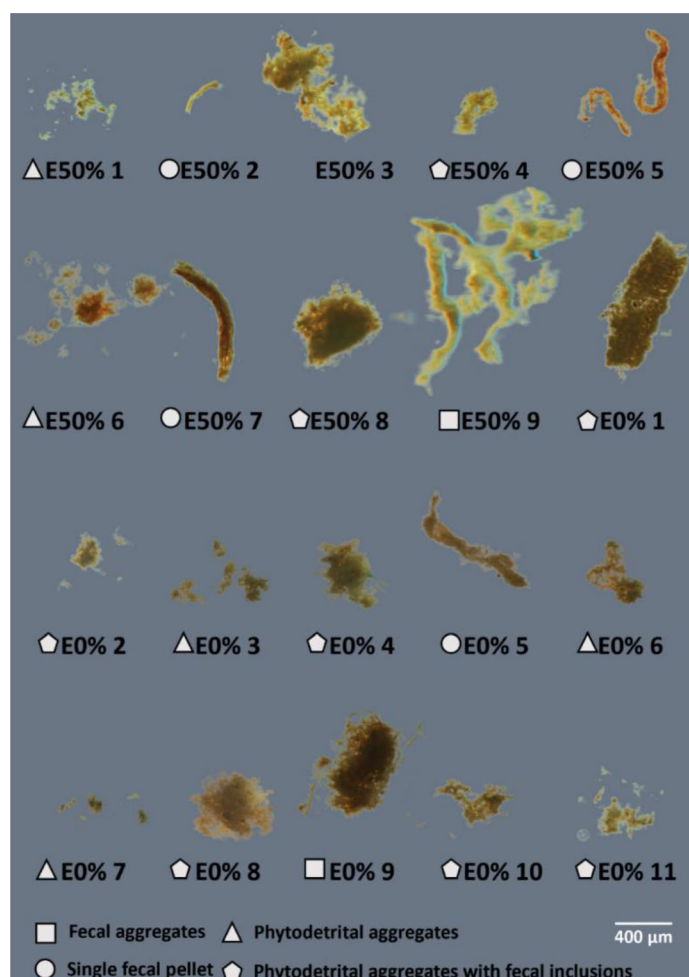 E50% 1 E50% 2 E50% 3 E50% 4 E50% 5
E50% 6 E50% 7 E50% 8 E50% 9 E0% 1
E0% 2 E0% 3 E0% 4 E0% 5 E0% 6
E0% 7 E0% 8 E0% 9 E0% 10 E0% 11
Fecal aggregates Phytodetrital aggregates 400 μm
Single fecal pellet Phytodetrital aggregates with fecal inclusions